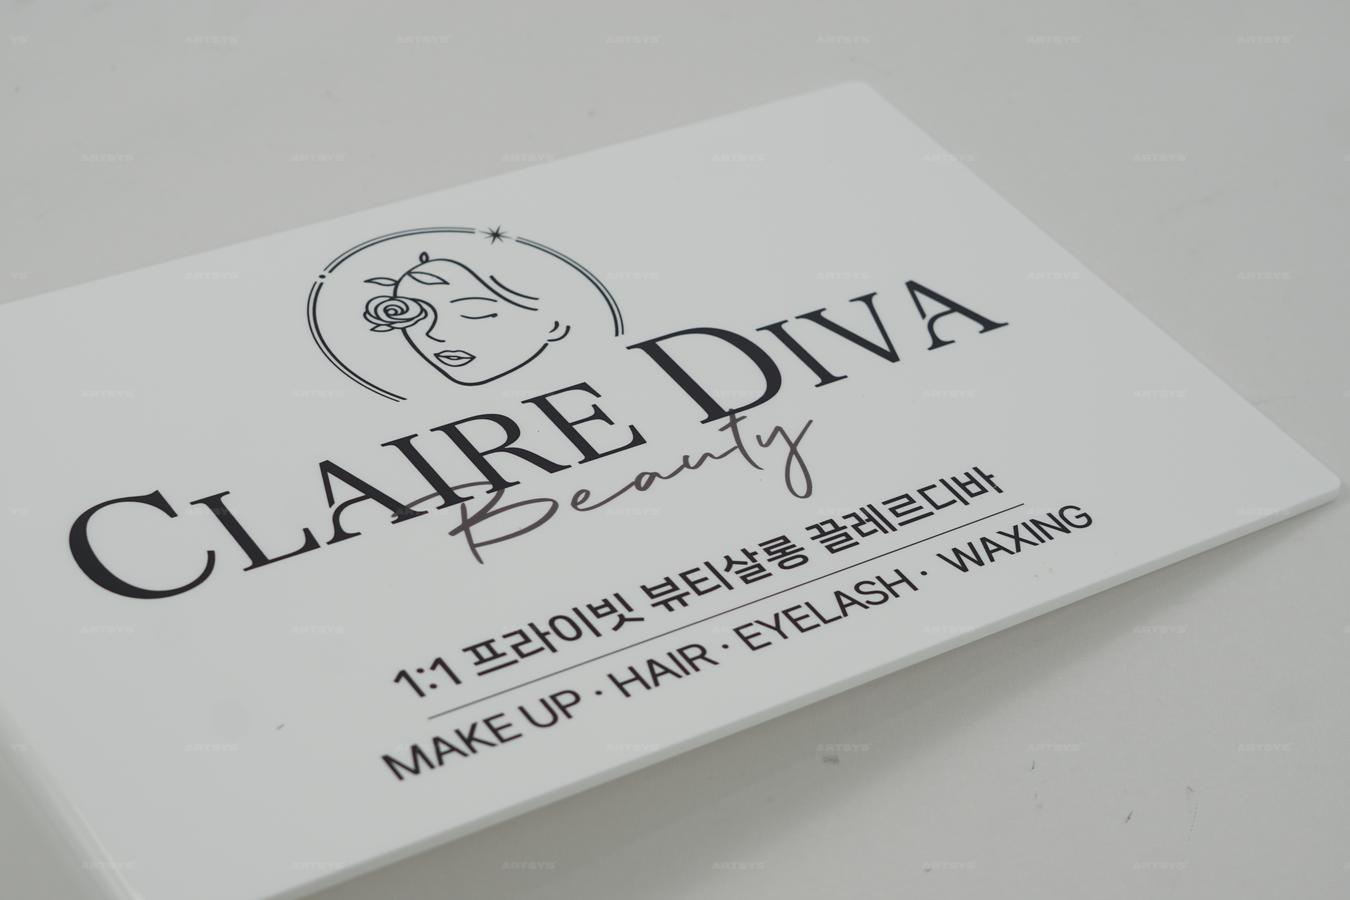 CLAIRE DIVA
Beauty
1:1 프라이빗 뷰티살롱 끌레르디바
MAKE UP · HAIR · EYELASH · WAXING
ARTSYS